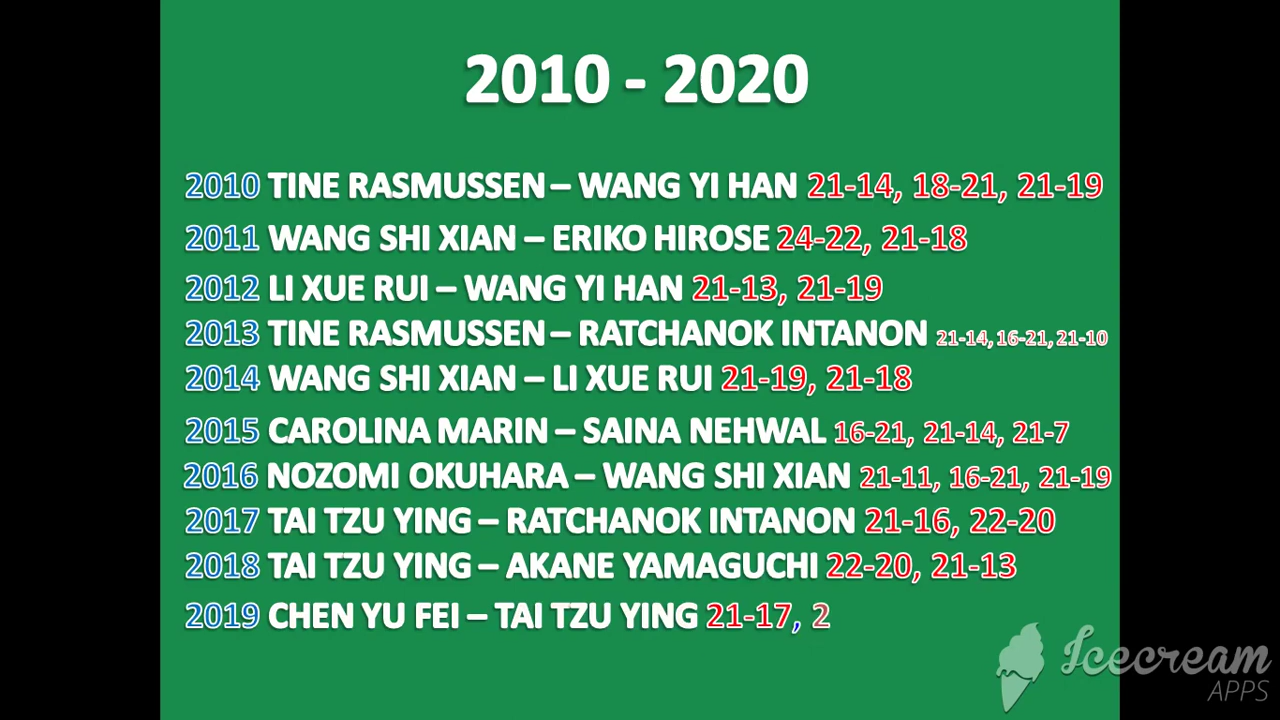 2010 - 2020
2010 TINE RASMUSSEN – WANG YI HAN 21-14, 18-21, 21-19
2011 WANG SHI XIAN – ERIKO HIROSE 24-22, 21-18
2012 LI XUE RUI – WANG YI HAN 21-13, 21-19
2013 TINE RASMUSSEN – RATCHANOK INTANON 21-14, 16-21, 21-10
2014 WANG SHI XIAN – LI XUE RUI 21-19, 21-18
2015 CAROLINA MARIN – SAINA NEHWAL 16-21, 21-14, 21-7
2016 NOZOMI OKUHARA – WANG SHI XIAN 21-11, 16-21, 21-19
2017 TAI TZU YING – RATCHANOK INTANON 21-16, 22-20
2018 TAI TZU YING – AKANE YAMAGUCHI 22-20, 21-13
2019 CHEN YU FEI – TAI TZU YING 21-17, 2
Icecream
APPS